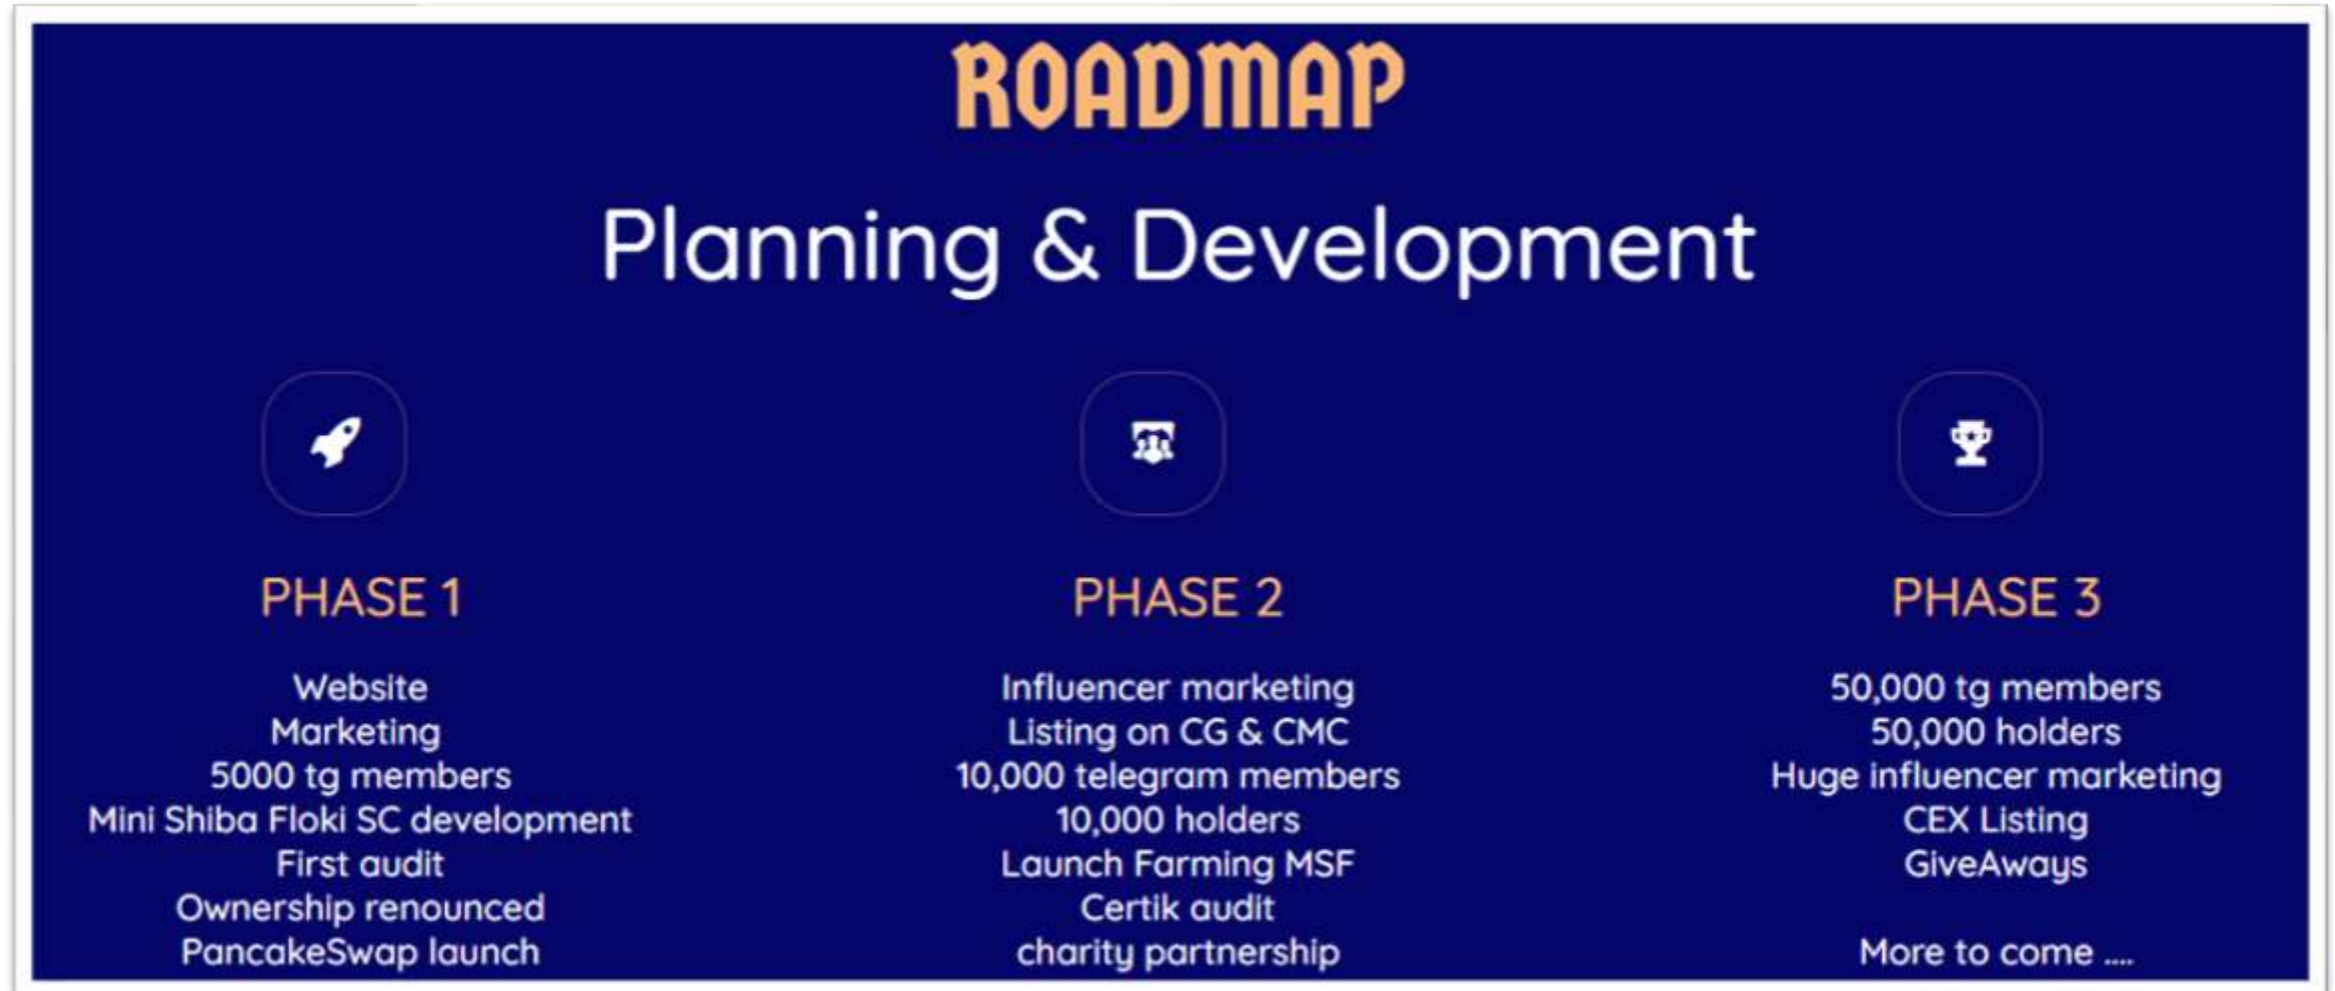 ROADMAP
Planning & Development
PHASE 1
Website
Marketing
5000 tg members
Mini Shiba Floki SC development
First audit
Ownership renounced
PancakeSwap launch
PHASE 2
Influencer marketing
Listing on CG & CMC
10,000 telegram members
10,000 holders
Launch Farming MSF
Certik audit
charity partnership
PHASE 3
50,000 tg members
50,000 holders
Huge influencer marketing
CEX Listing
GiveAways
More to come ....